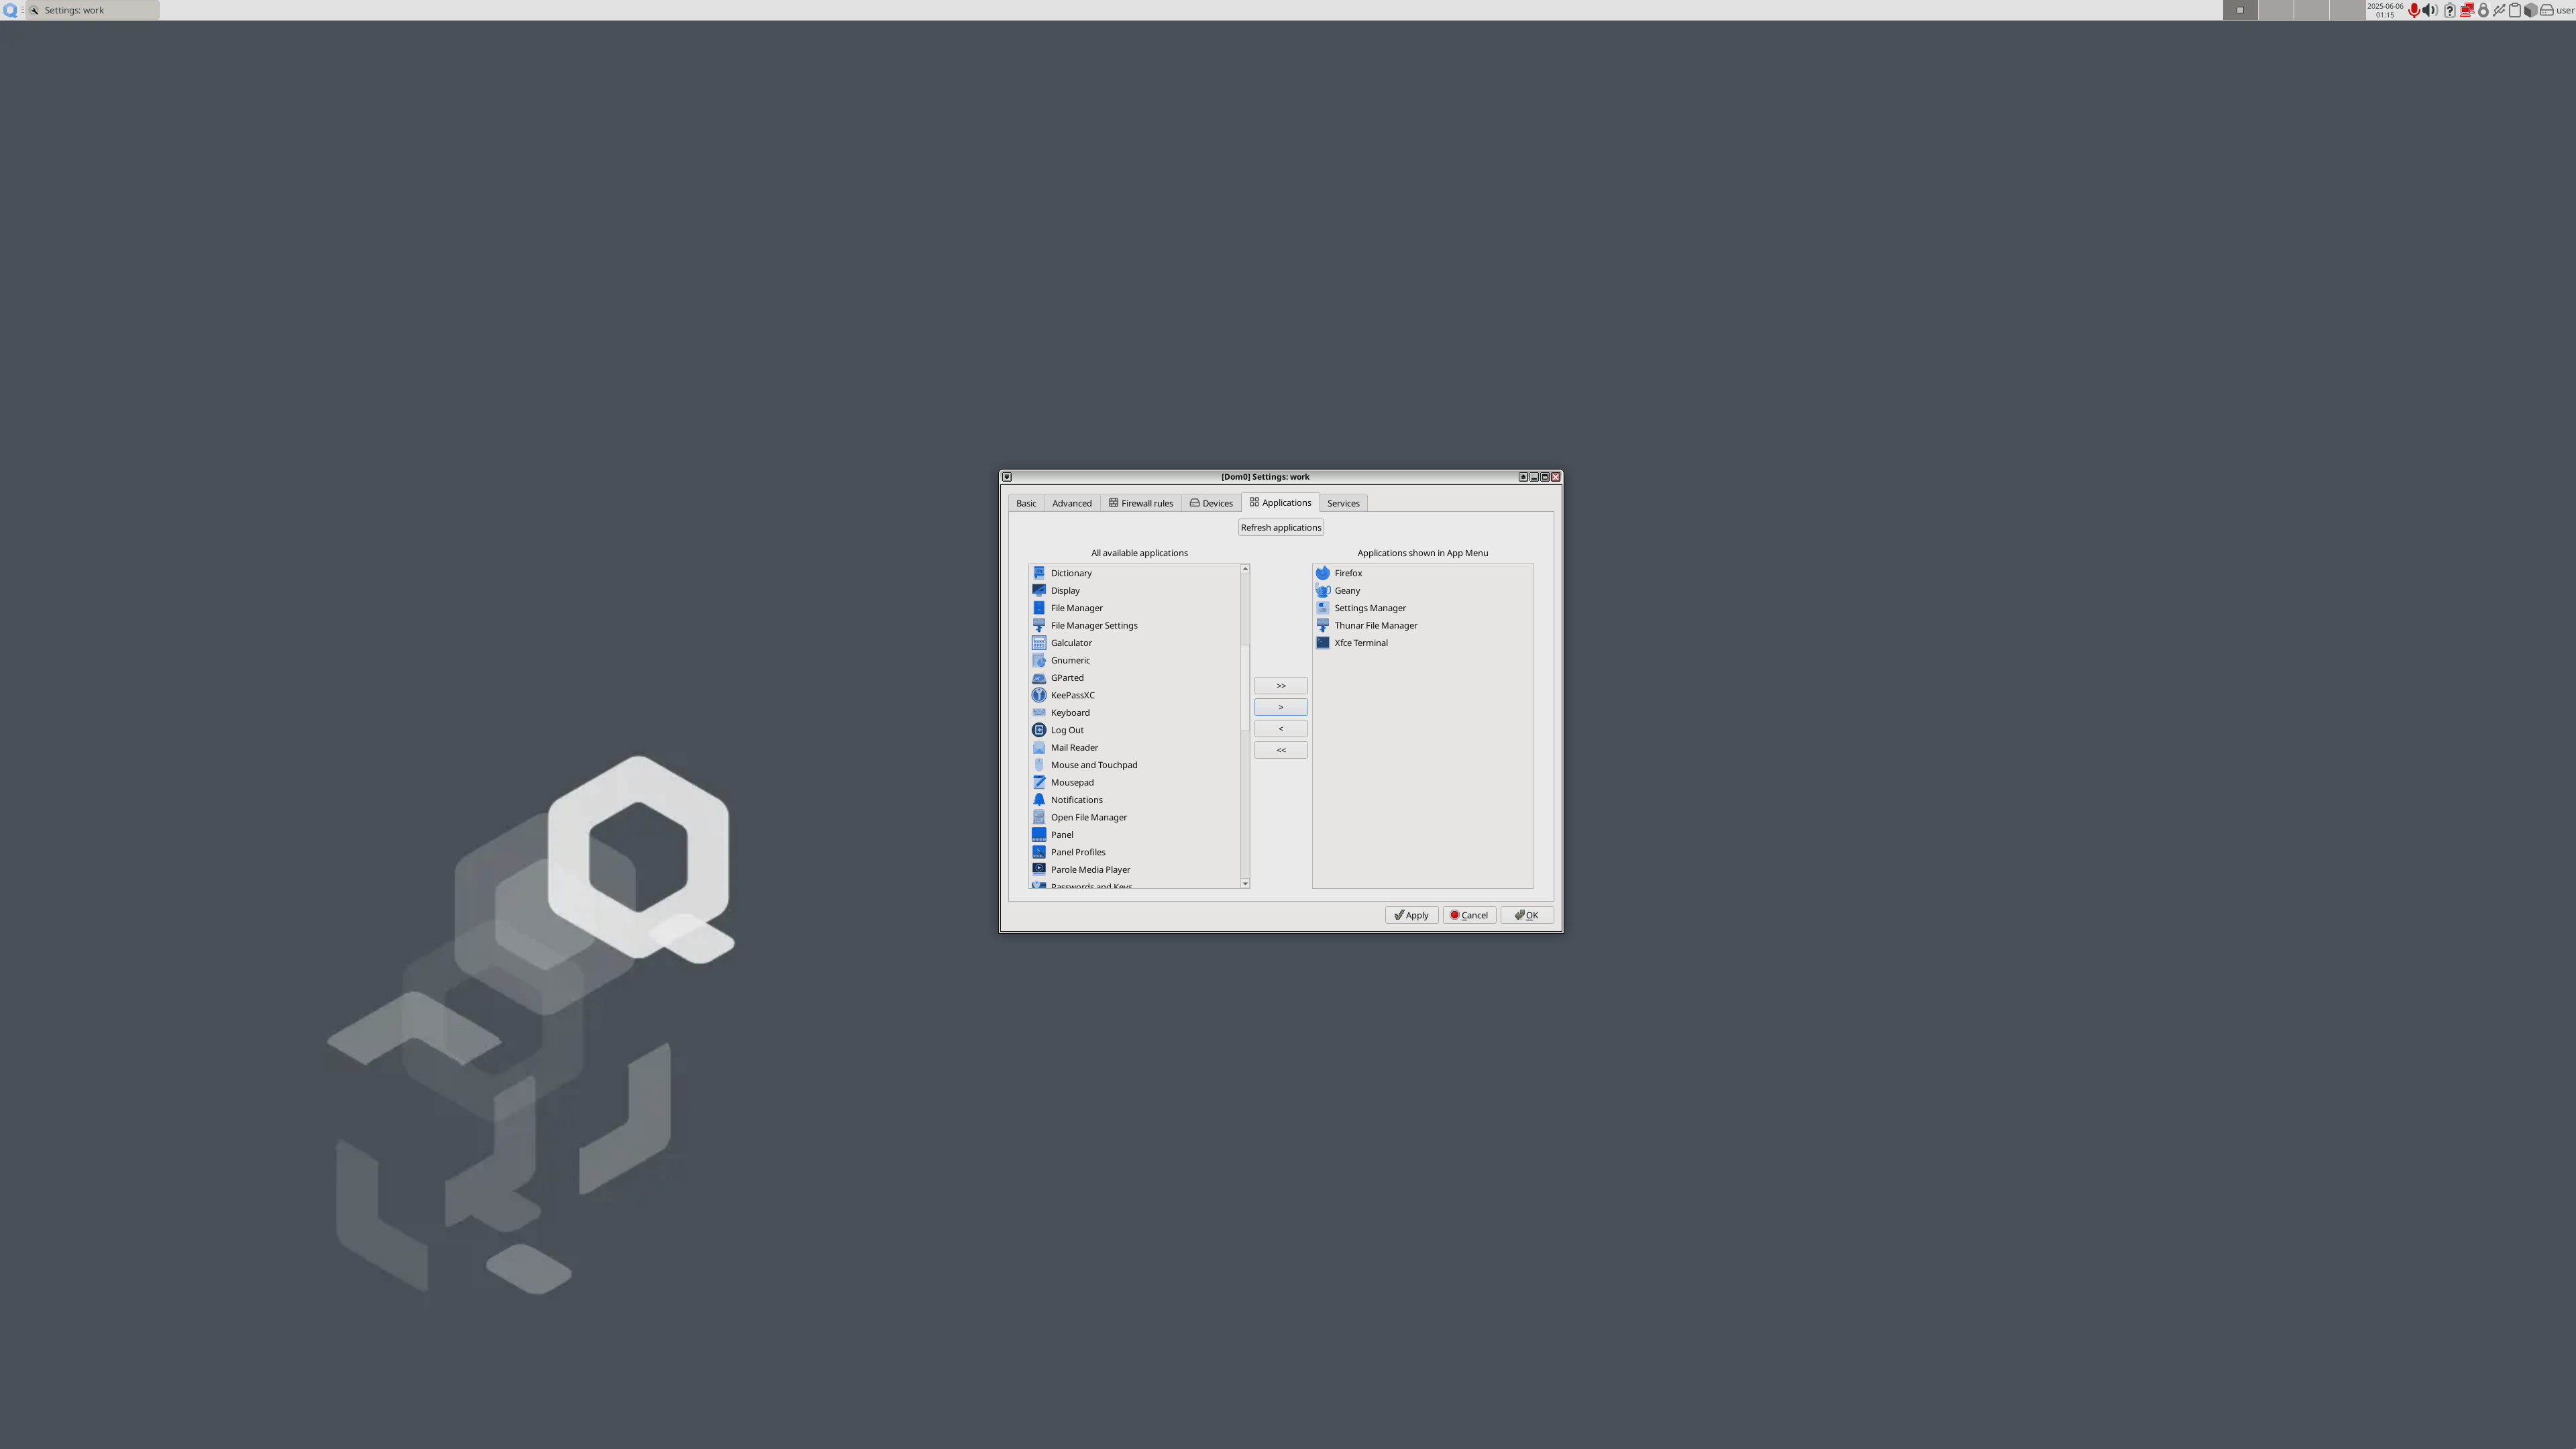 Settings: work
2025-06-06
01:15
user
[Dom0] Settings: work
Basic
Advanced
Firewall rules
Devices
Applications
Services
Refresh applications
All available applications
Dictionary
Display
File Manager
File Manager Settings
Galculator
Gnumeric
GParted
KeePassXC
Keyboard
Log Out
Mail Reader
Mouse and Touchpad
Mousepad
Notifications
Open File Manager
Panel
Panel Profiles
Parole Media Player
Passwords and Keys
>>
>
<
<<
Applications shown in App Menu
Firefox
Geany
Settings Manager
Thunar File Manager
Xfce Terminal
Apply
Cancel
OK